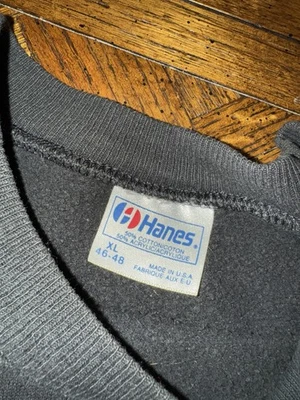 Hanes.
50% COTTON/COTON
50% ACRYLIC/ACRYLIQUE
XL
46-48
MADE IN U.S.A.
FABRIQUE AUX E-U